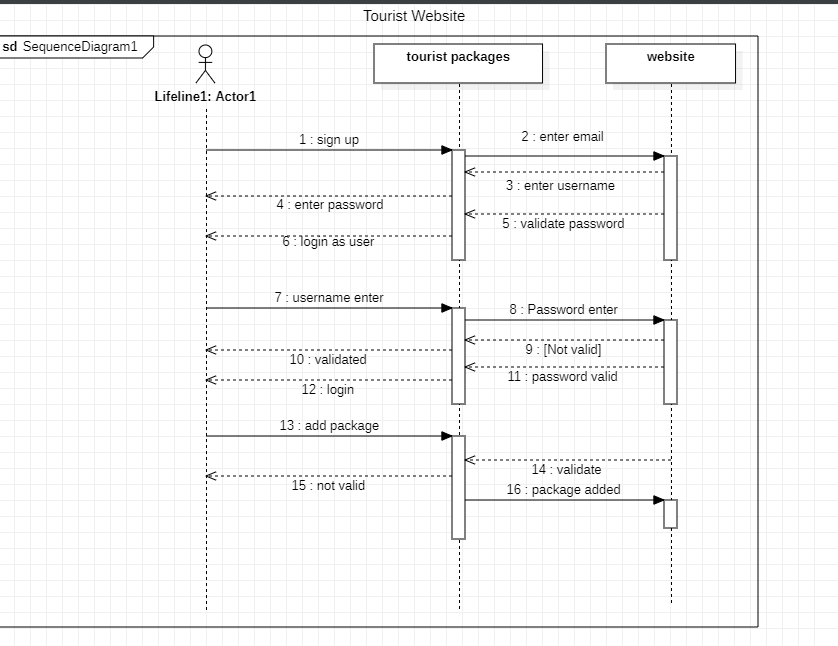 Tourist Website
sd SequenceDiagram1
tourist packages
website
Lifeline1: Actor1
1 : sign up
2 : enter email
3 : enter username
4 : enter password
5 : validate password
6 : login as user
7 : username enter
8 : Password enter
9 : [Not valid]
10 : validated
11 : password valid
12 : login
13 : add package
14 : validate
15 : not valid
16 : package added